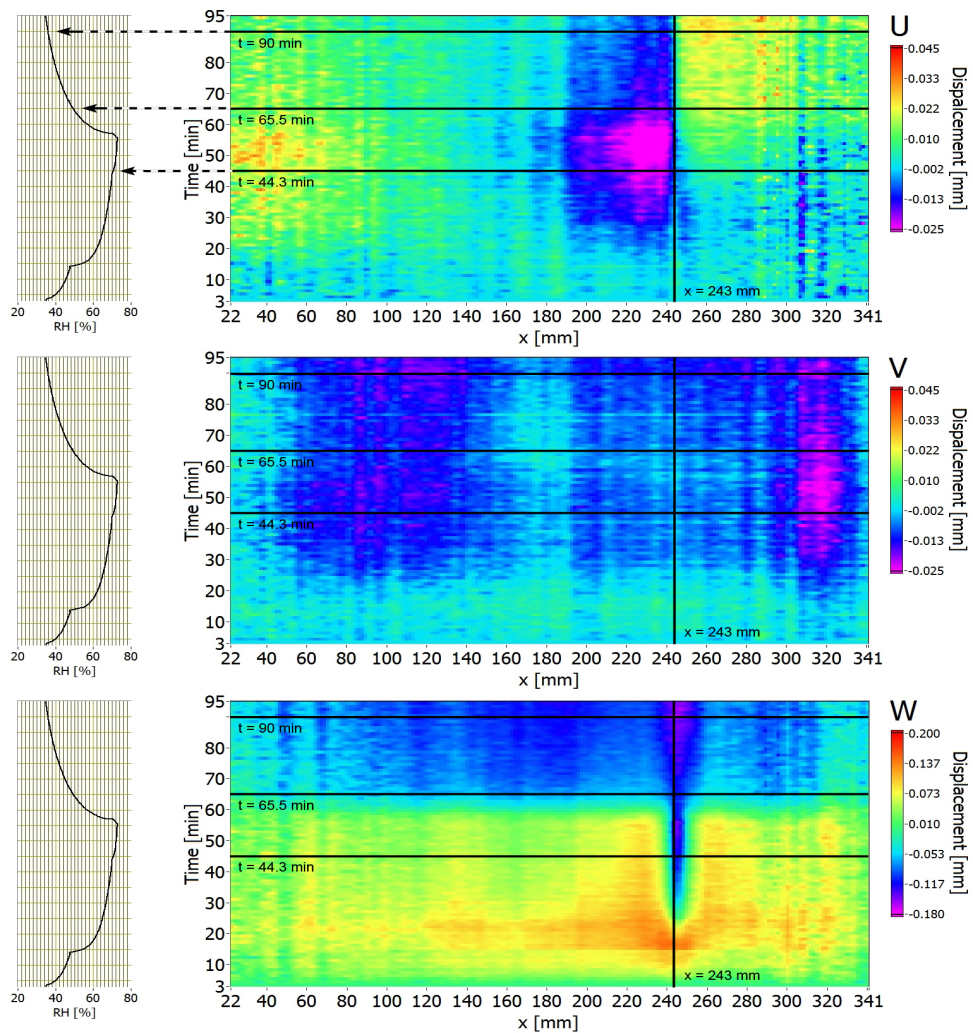 U
Displacement [mm]
0.045
0.033
0.022
0.010
-0.002
-0.013
-0.025
Time [min]
95
80
70
60
50
40
30
20
10
3
t = 90 min
t = 65.5 min
t = 44.3 min
x = 243 mm
22 40 60 80 100 120 140 160 180 200 220 240 260 280 300 320 341
x [mm]
20 40 60 80
RH [%]
V
Dispalcement [mm]
0.045
0.033
0.022
0.010
-0.002
-0.013
-0.025
Time [min]
95
80
70
60
50
40
30
20
10
3
t = 90 min
t = 65.5 min
t = 44.3 min
x = 243 mm
22 40 60 80 100 120 140 160 180 200 220 240 260 280 300 320 341
x [mm]
20 40 60 80
RH [%]
W
Displacement [mm]
0.200
0.137
0.073
0.010
-0.053
-0.117
-0.180
Time [min]
95
80
70
60
50
40
30
20
10
3
t = 90 min
t = 65.5 min
t = 44.3 min
x = 243 mm
22 40 60 80 100 120 140 160 180 200 220 240 260 280 300 320 341
x [mm]
20 40 60 80
RH [%]